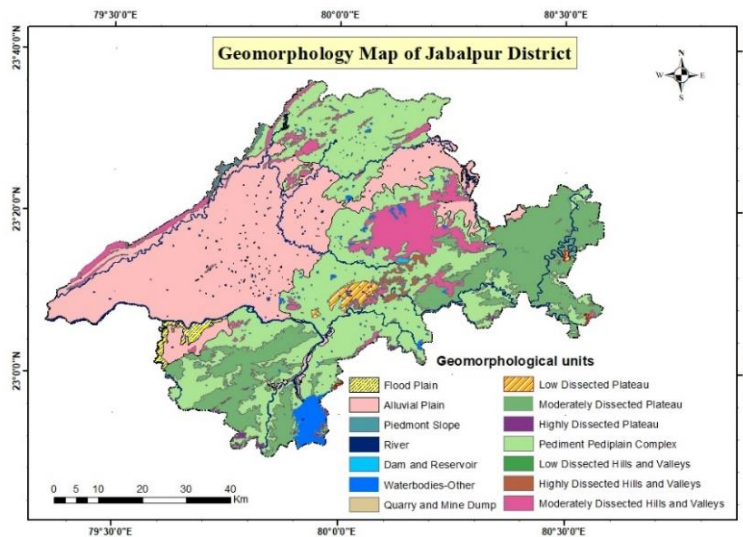 79°30'0"E 80°0'0"E 80°30'0"E
Geomorphology Map of Jabalpur District
23°40'0"N
N
W E
S
23°20'0"N
23°0'0"N
Geomorphological units
Flood Plain
Alluvial Plain
Piedmont Slope
River
Dam and Reservoir
Waterbodies-Other
Quarry and Mine Dump
Low Dissected Plateau
Moderately Dissected Plateau
Highly Dissected Plateau
Pediment Pediplain Complex
Low Dissected Hills and Valleys
Highly Dissected Hills and Valleys
Moderately Dissected Hills and Valleys
0 5 10 20 30 40
Km
79°30'0"E 80°0'0"E 80°30'0"E